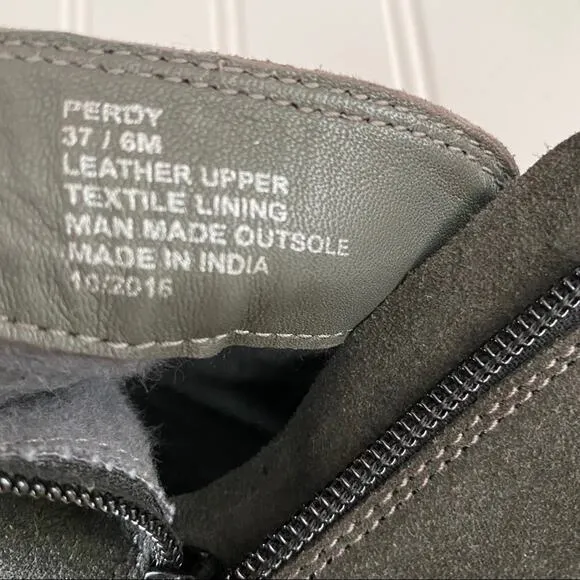 PERDY
37 / 6M
LEATHER UPPER
TEXTILE LINING
MAN MADE OUTSOLE
MADE IN INDIA
10/2016